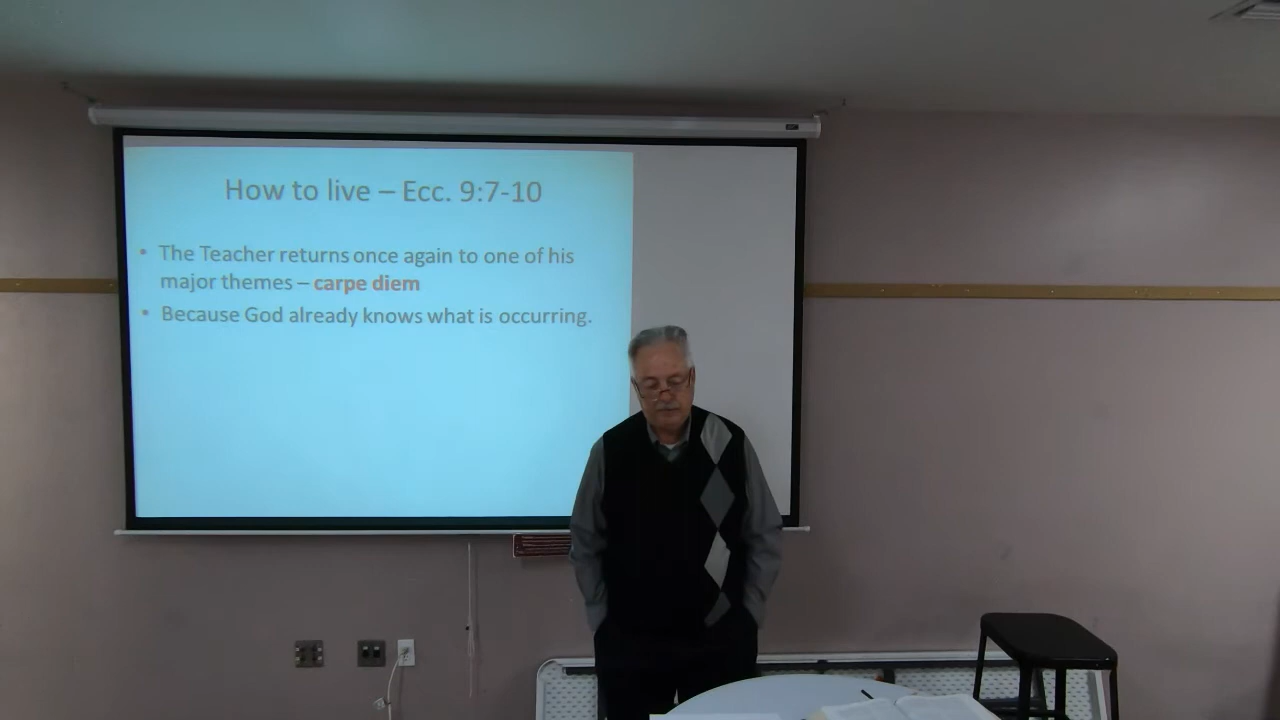 How to live – Ecc. 9:7-10
• The Teacher returns once again to one of his
major themes – carpe diem
• Because God already knows what is occurring.